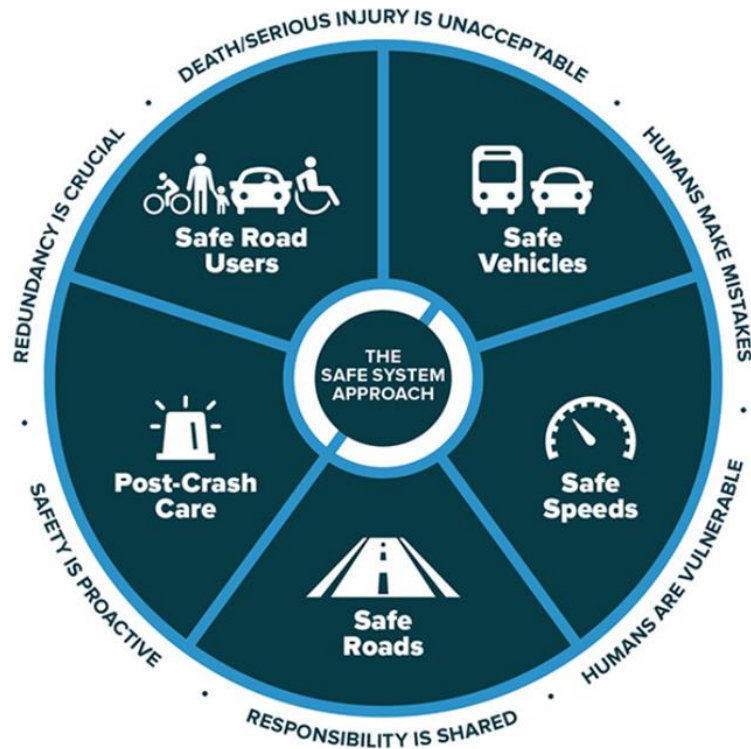 DEATH/SERIOUS INJURY IS UNACCEPTABLE
HUMANS MAKE MISTAKES
HUMANS ARE VULNERABLE
RESPONSIBILITY IS SHARED
SAFETY IS PROACTIVE
REDUNDANCY IS CRUCIAL
Safe Road
Users
Safe
Vehicles
THE
SAFE SYSTEM
APPROACH
Post-Crash
Care
Safe
Speeds
Safe
Roads